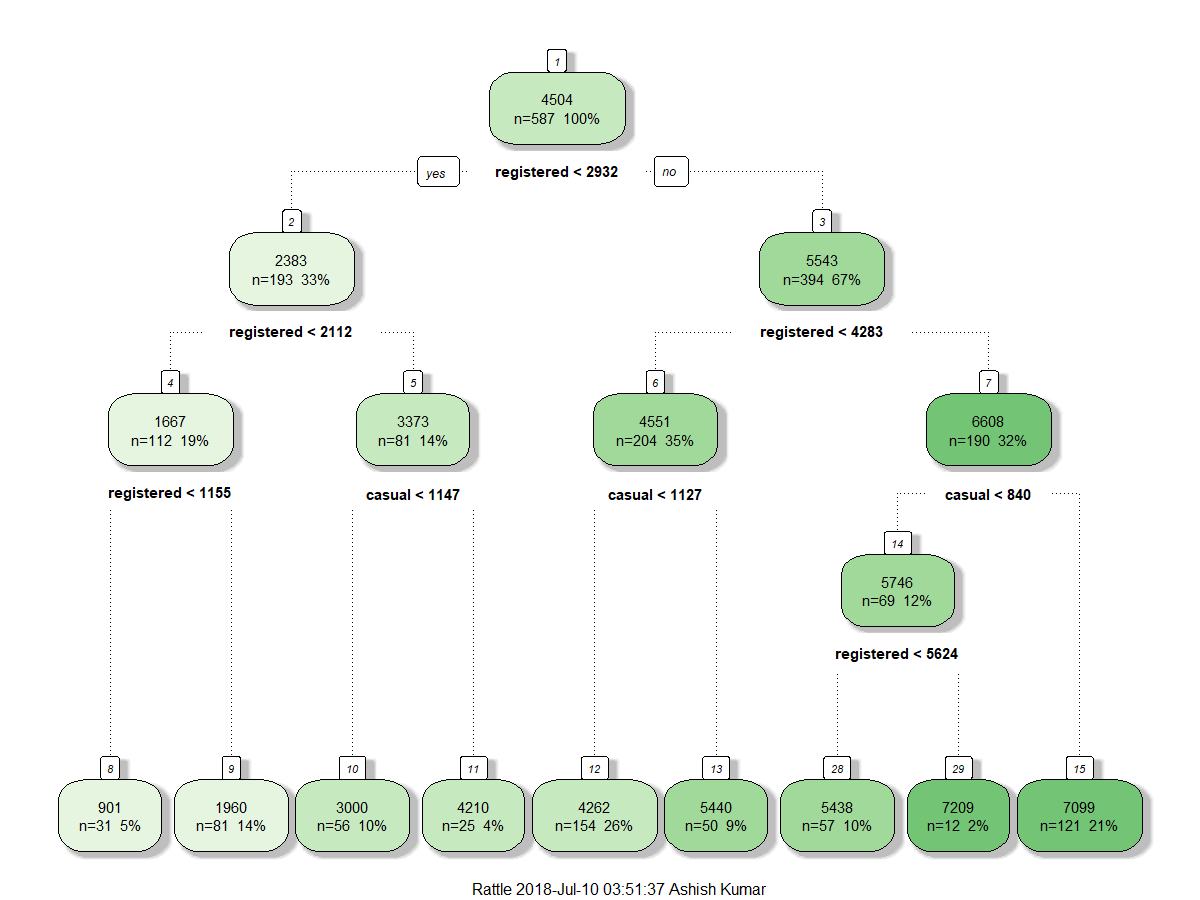 1
4504
n=587 100%
yes
registered < 2932
no
2
2383
n=193 33%
3
5543
n=394 67%
registered < 2112
registered < 4283
4
1667
n=112 19%
5
3373
n=81 14%
6
4551
n=204 35%
7
6608
n=190 32%
registered < 1155
casual < 1147
casual < 1127
casual < 840
14
5746
n=69 12%
registered < 5624
8
901
n=31 5%
9
1960
n=81 14%
10
3000
n=56 10%
11
4210
n=25 4%
12
4262
n=154 26%
13
5440
n=50 9%
28
5438
n=57 10%
29
7209
n=12 2%
15
7099
n=121 21%
Rattle 2018-Jul-10 03:51:37 Ashish Kumar